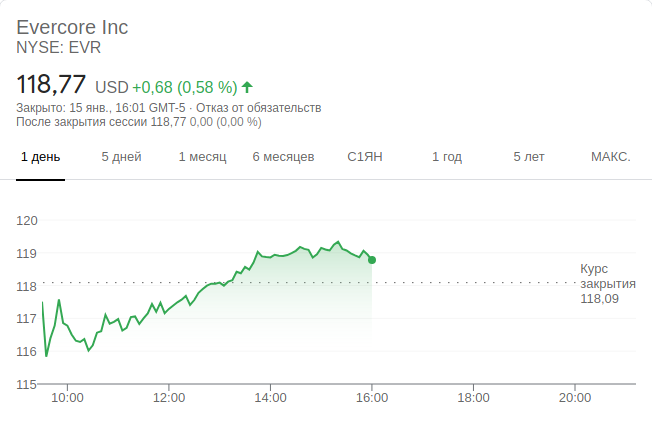 Evercore Inc
NYSE: EVR
118,77 USD +0,68 (0,58 %)
Закрыто: 15 янв., 16:01 GMT-5 · Отказ от обязательств
После закрытия сессии 118,77 0,00 (0,00 %)
1 день 5 дней 1 месяц 6 месяцев С1ЯН 1 год 5 лет МАКС.
120
119
118
117
116
115
Курс
закрытия
118,09
10:00 12:00 14:00 16:00 18:00 20:00